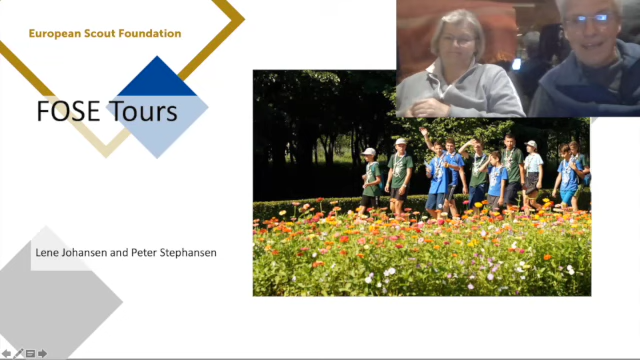 European Scout Foundation
FOSE Tours
Lene Johansen and Peter Stephansen